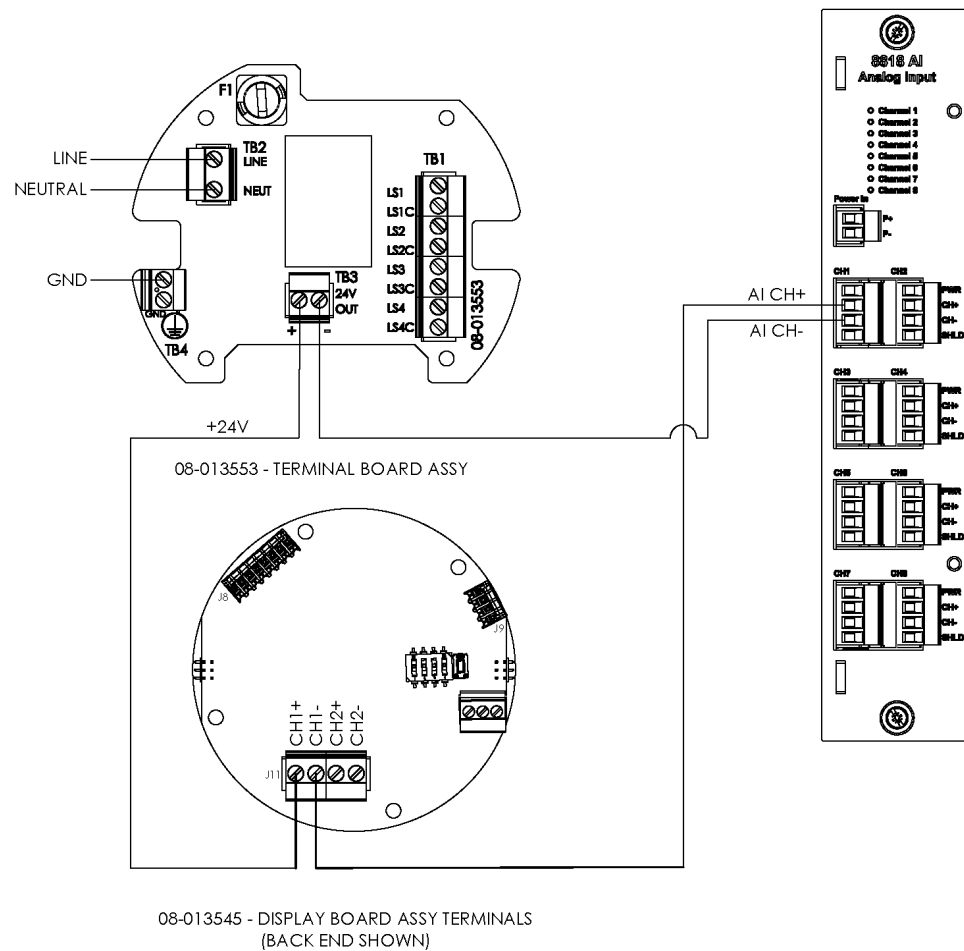 8618 AI
Analog Input
Channel 1
Channel 2
Channel 3
Channel 4
Channel 5
Channel 6
Channel 7
Channel 8
Power In
P+
P-
F1
TB2
LINE
LINE
NEUTRAL
NEUT
GND
GND
TB4
TB3
24V
OUT
+ -
TB1
LS1
LS1C
LS2
LS2C
LS3
LS3C
LS4
LS4C
08-013553
+24V
08-013553 - TERMINAL BOARD ASSY
AI CH+
AI CH-
CH1 CH2
PWR
CH+
CH-
SHLD
CH3 CH4
PWR
CH+
CH-
SHLD
CH5 CH6
PWR
CH+
CH-
SHLD
CH7 CH8
PWR
CH+
CH-
SHLD
J8
J9
CH1+
CH1-
CH2+
CH2-
J11
08-013545 - DISPLAY BOARD ASSY TERMINALS
(BACK END SHOWN)